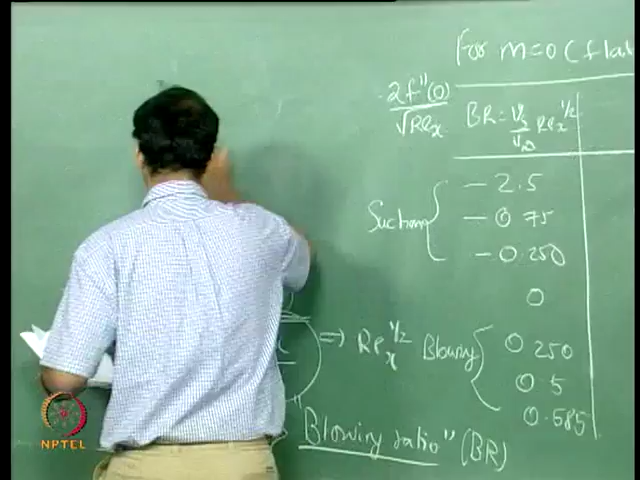 For m=0 (flat
2f"(0)
√Rex
BR = Vs/V∞ Rex^1/2
Suction
-2.5
-0.75
-0.250
0
⇒ Rex^1/2
Blowing
0.250
0.5
0.585
"Blowing ratio" (BR)
NPTEL